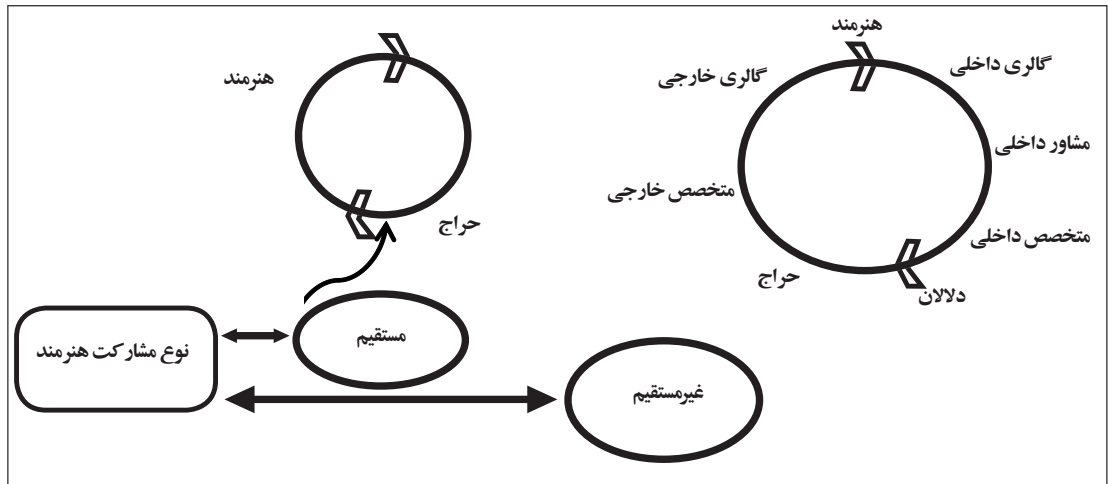 هنرمند
گالری داخلی
گالری خارجی
مشاور داخلی
متخصص خارجی
متخصص داخلی
حراج
دلالان
هنرمند
حراج
مستقیم
نوع مشارکت هنرمند
غیرمستقیم